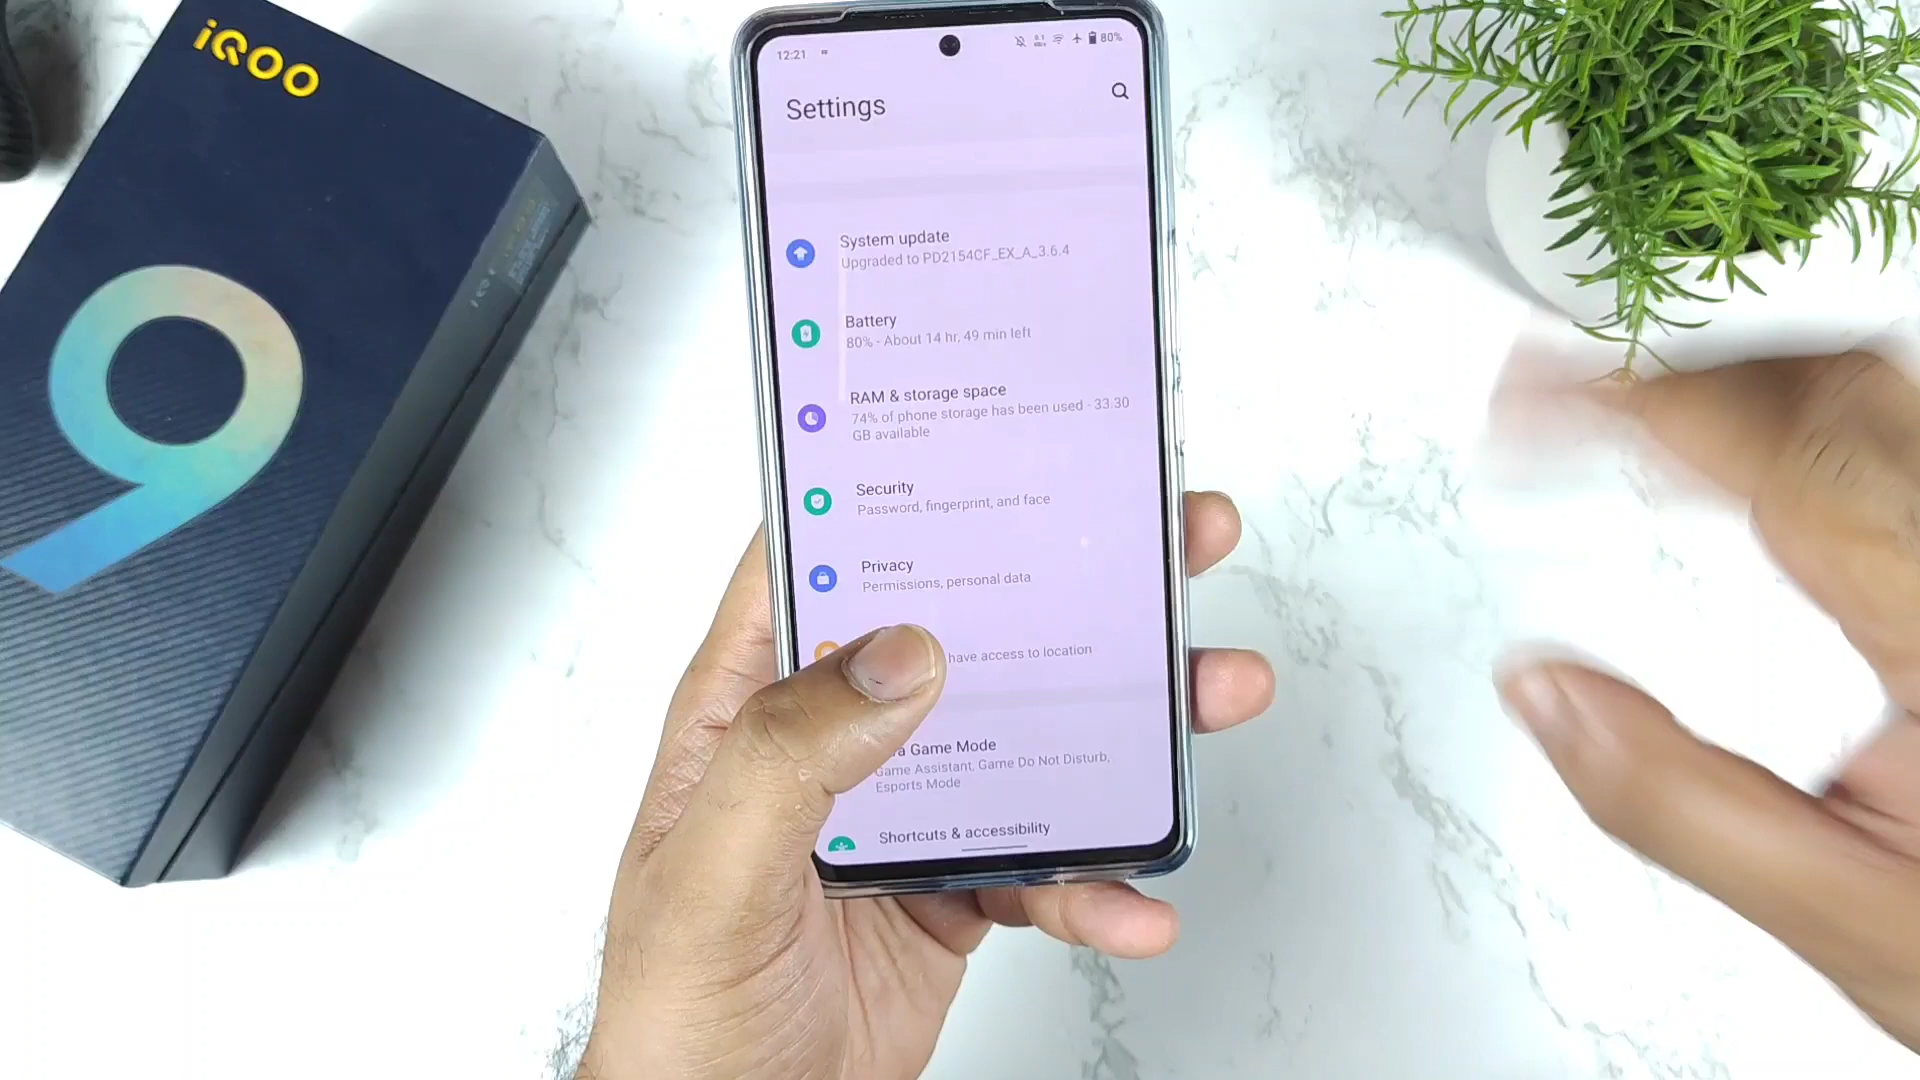 iQOO
9
12:21
80%
Settings
System update
Upgraded to PD2154CF_EX_A_3.6.4
Battery
80% - About 14 hr, 49 min left
RAM & storage space
74% of phone storage has been used - 33.30
GB available
Security
Password, fingerprint, and face
Privacy
Permissions, personal data
have access to location
Game Mode
Game Assistant, Game Do Not Disturb,
Esports Mode
Shortcuts & accessibility